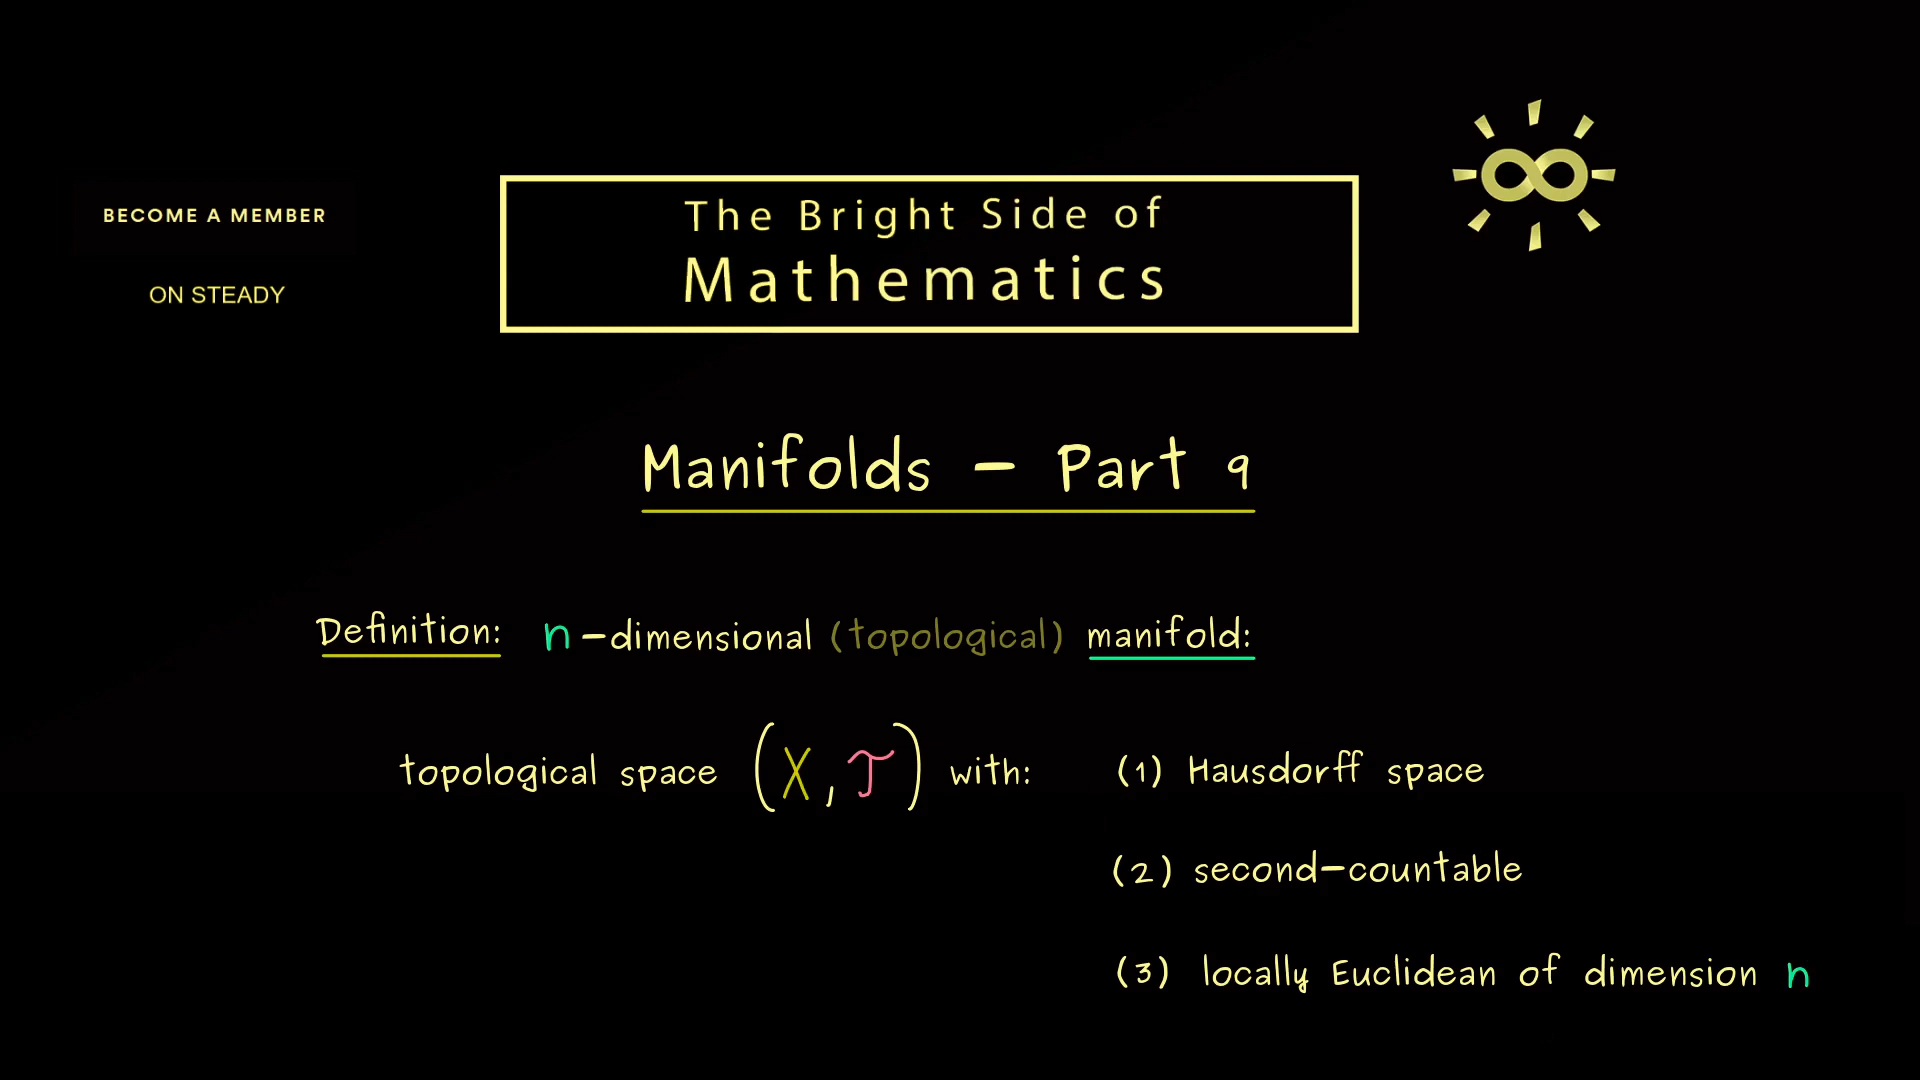 BECOME A MEMBER
ON STEADY
The Bright Side of
Mathematics
Manifolds – Part 9
Definition: n-dimensional (topological) manifold:
topological space (X, 𝒯) with: (1) Hausdorff space
(2) second-countable
(3) locally Euclidean of dimension n